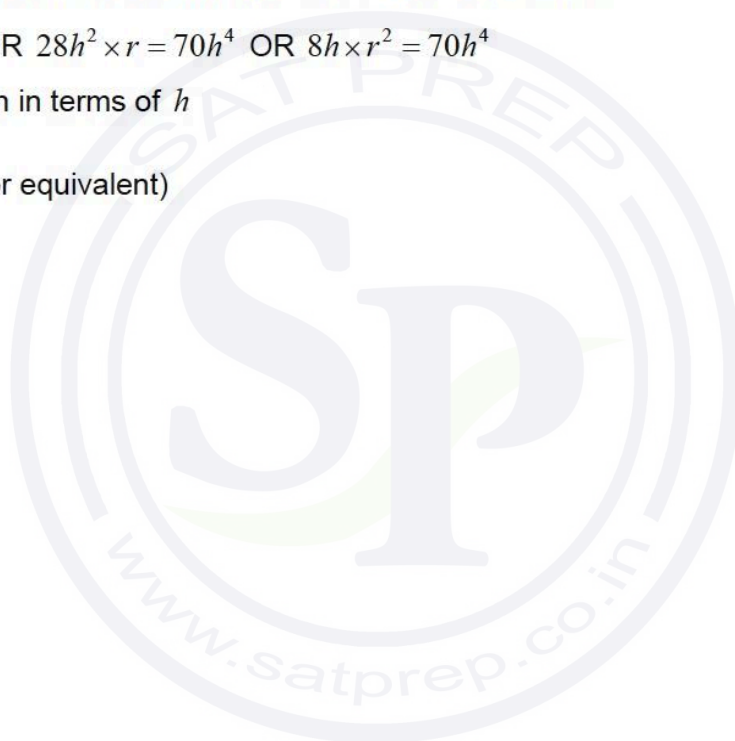 R 28h² × r = 70h⁴ OR 8h × r² = 70h⁴
in terms of h
r equivalent)
SAT PREP
SP
www.satprep.co.in